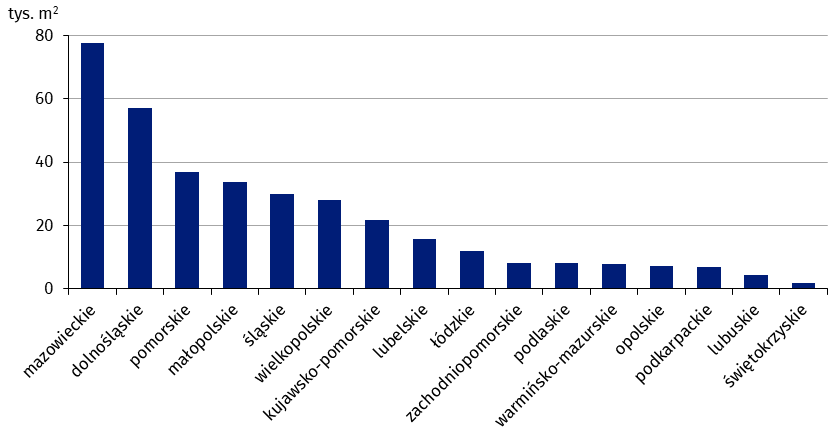 tys. m²
80
60
40
20
0
mazowieckie
dolnośląskie
pomorskie
małopolskie
śląskie
wielkopolskie
kujawsko-pomorskie
lubelskie
łódzkie
zachodniopomorskie
podlaskie
warmińsko-mazurskie
opolskie
podkarpackie
lubuskie
świętokrzyskie